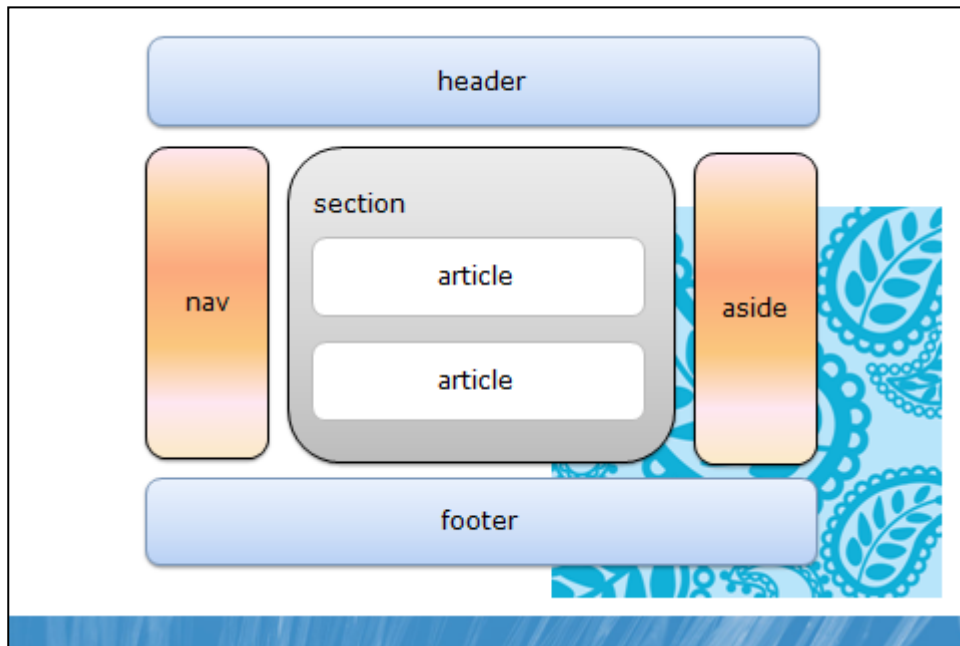 header
nav
section
article
article
aside
footer